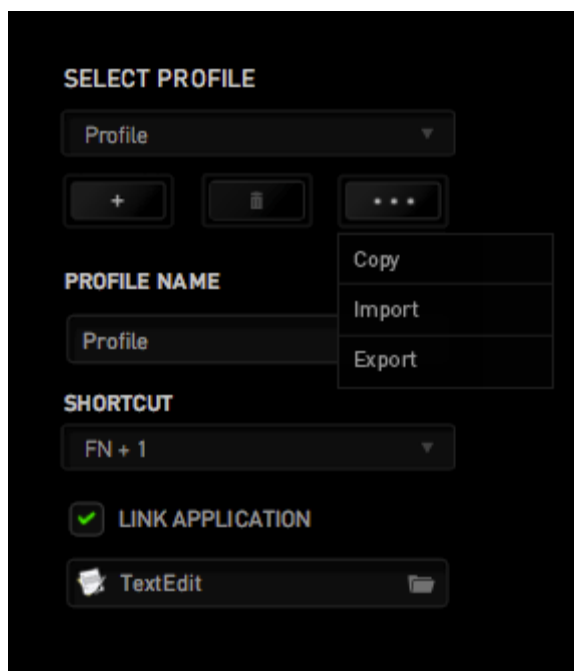 SELECT PROFILE
Profile
+
...
Copy
Import
Export
PROFILE NAME
Profile
SHORTCUT
FN + 1
LINK APPLICATION
TextEdit